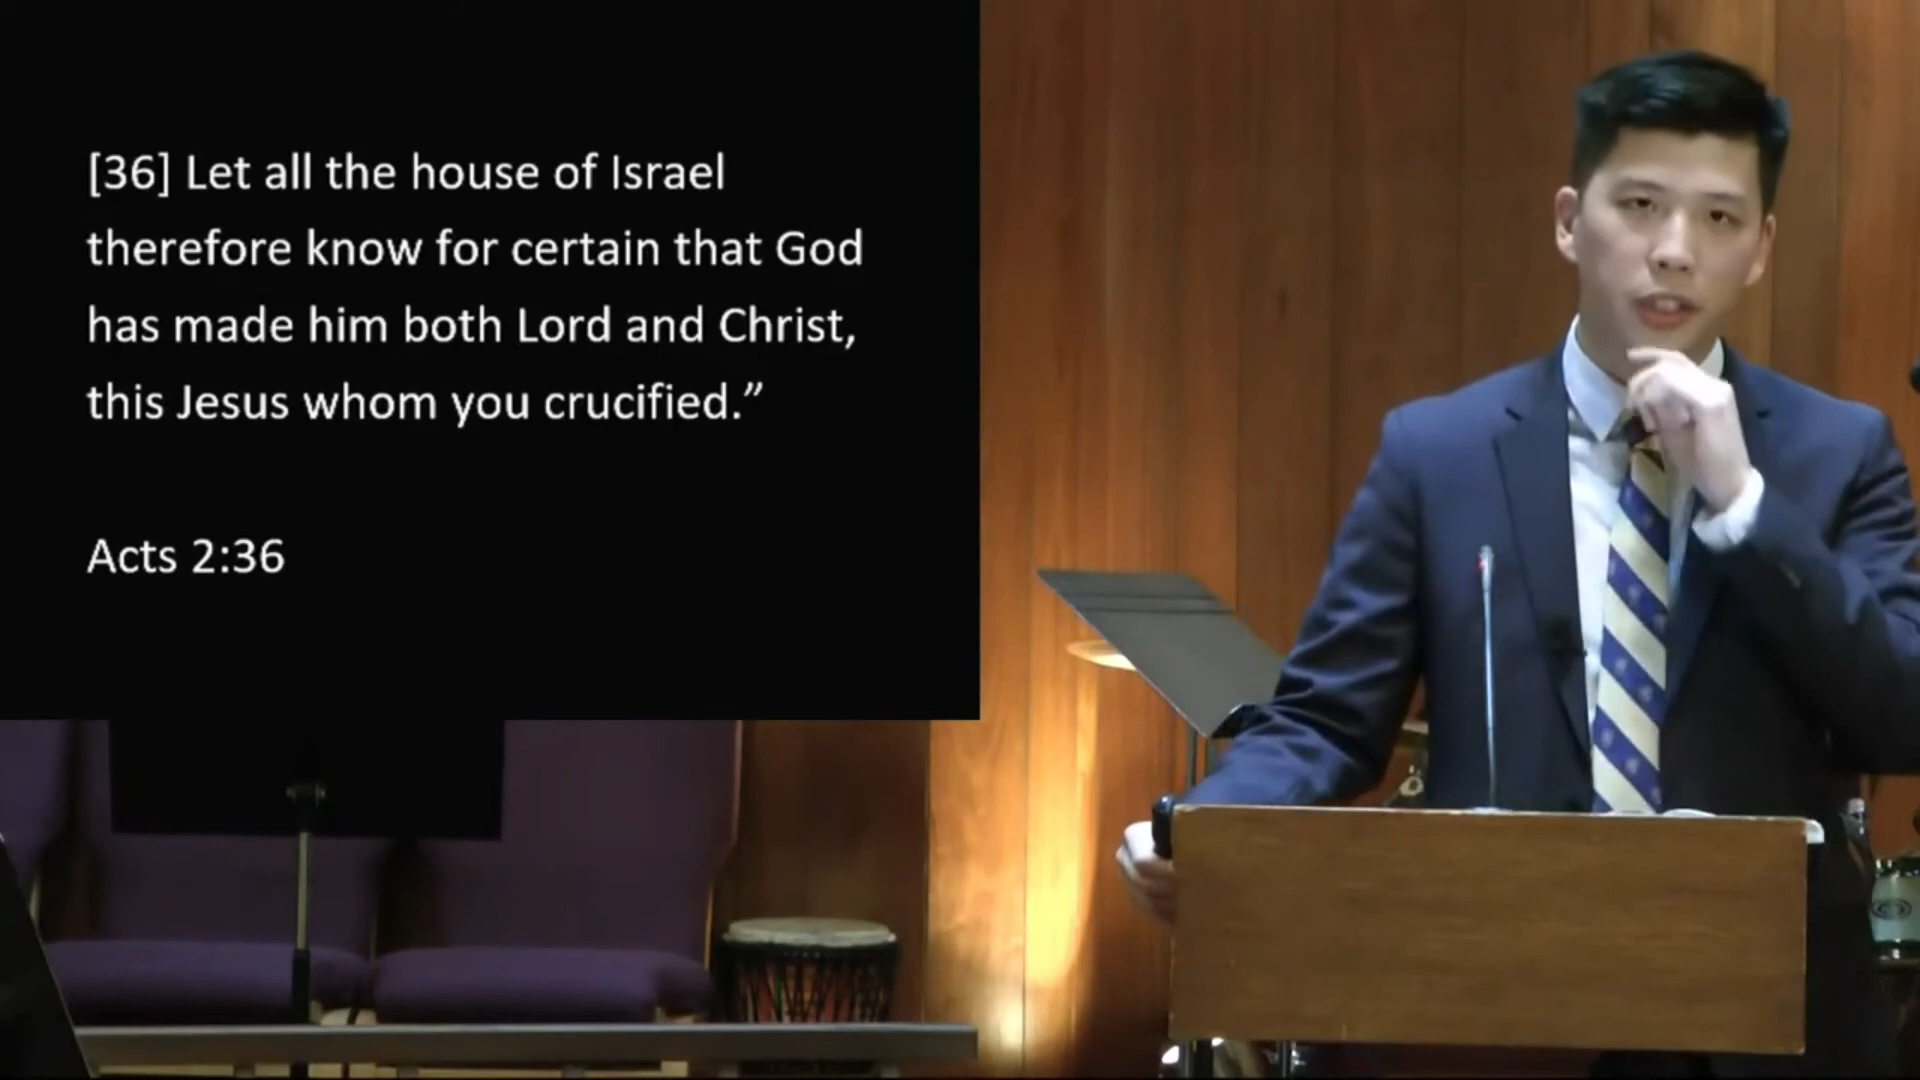 [36] Let all the house of Israel
therefore know for certain that God
has made him both Lord and Christ,
this Jesus whom you crucified.”
Acts 2:36